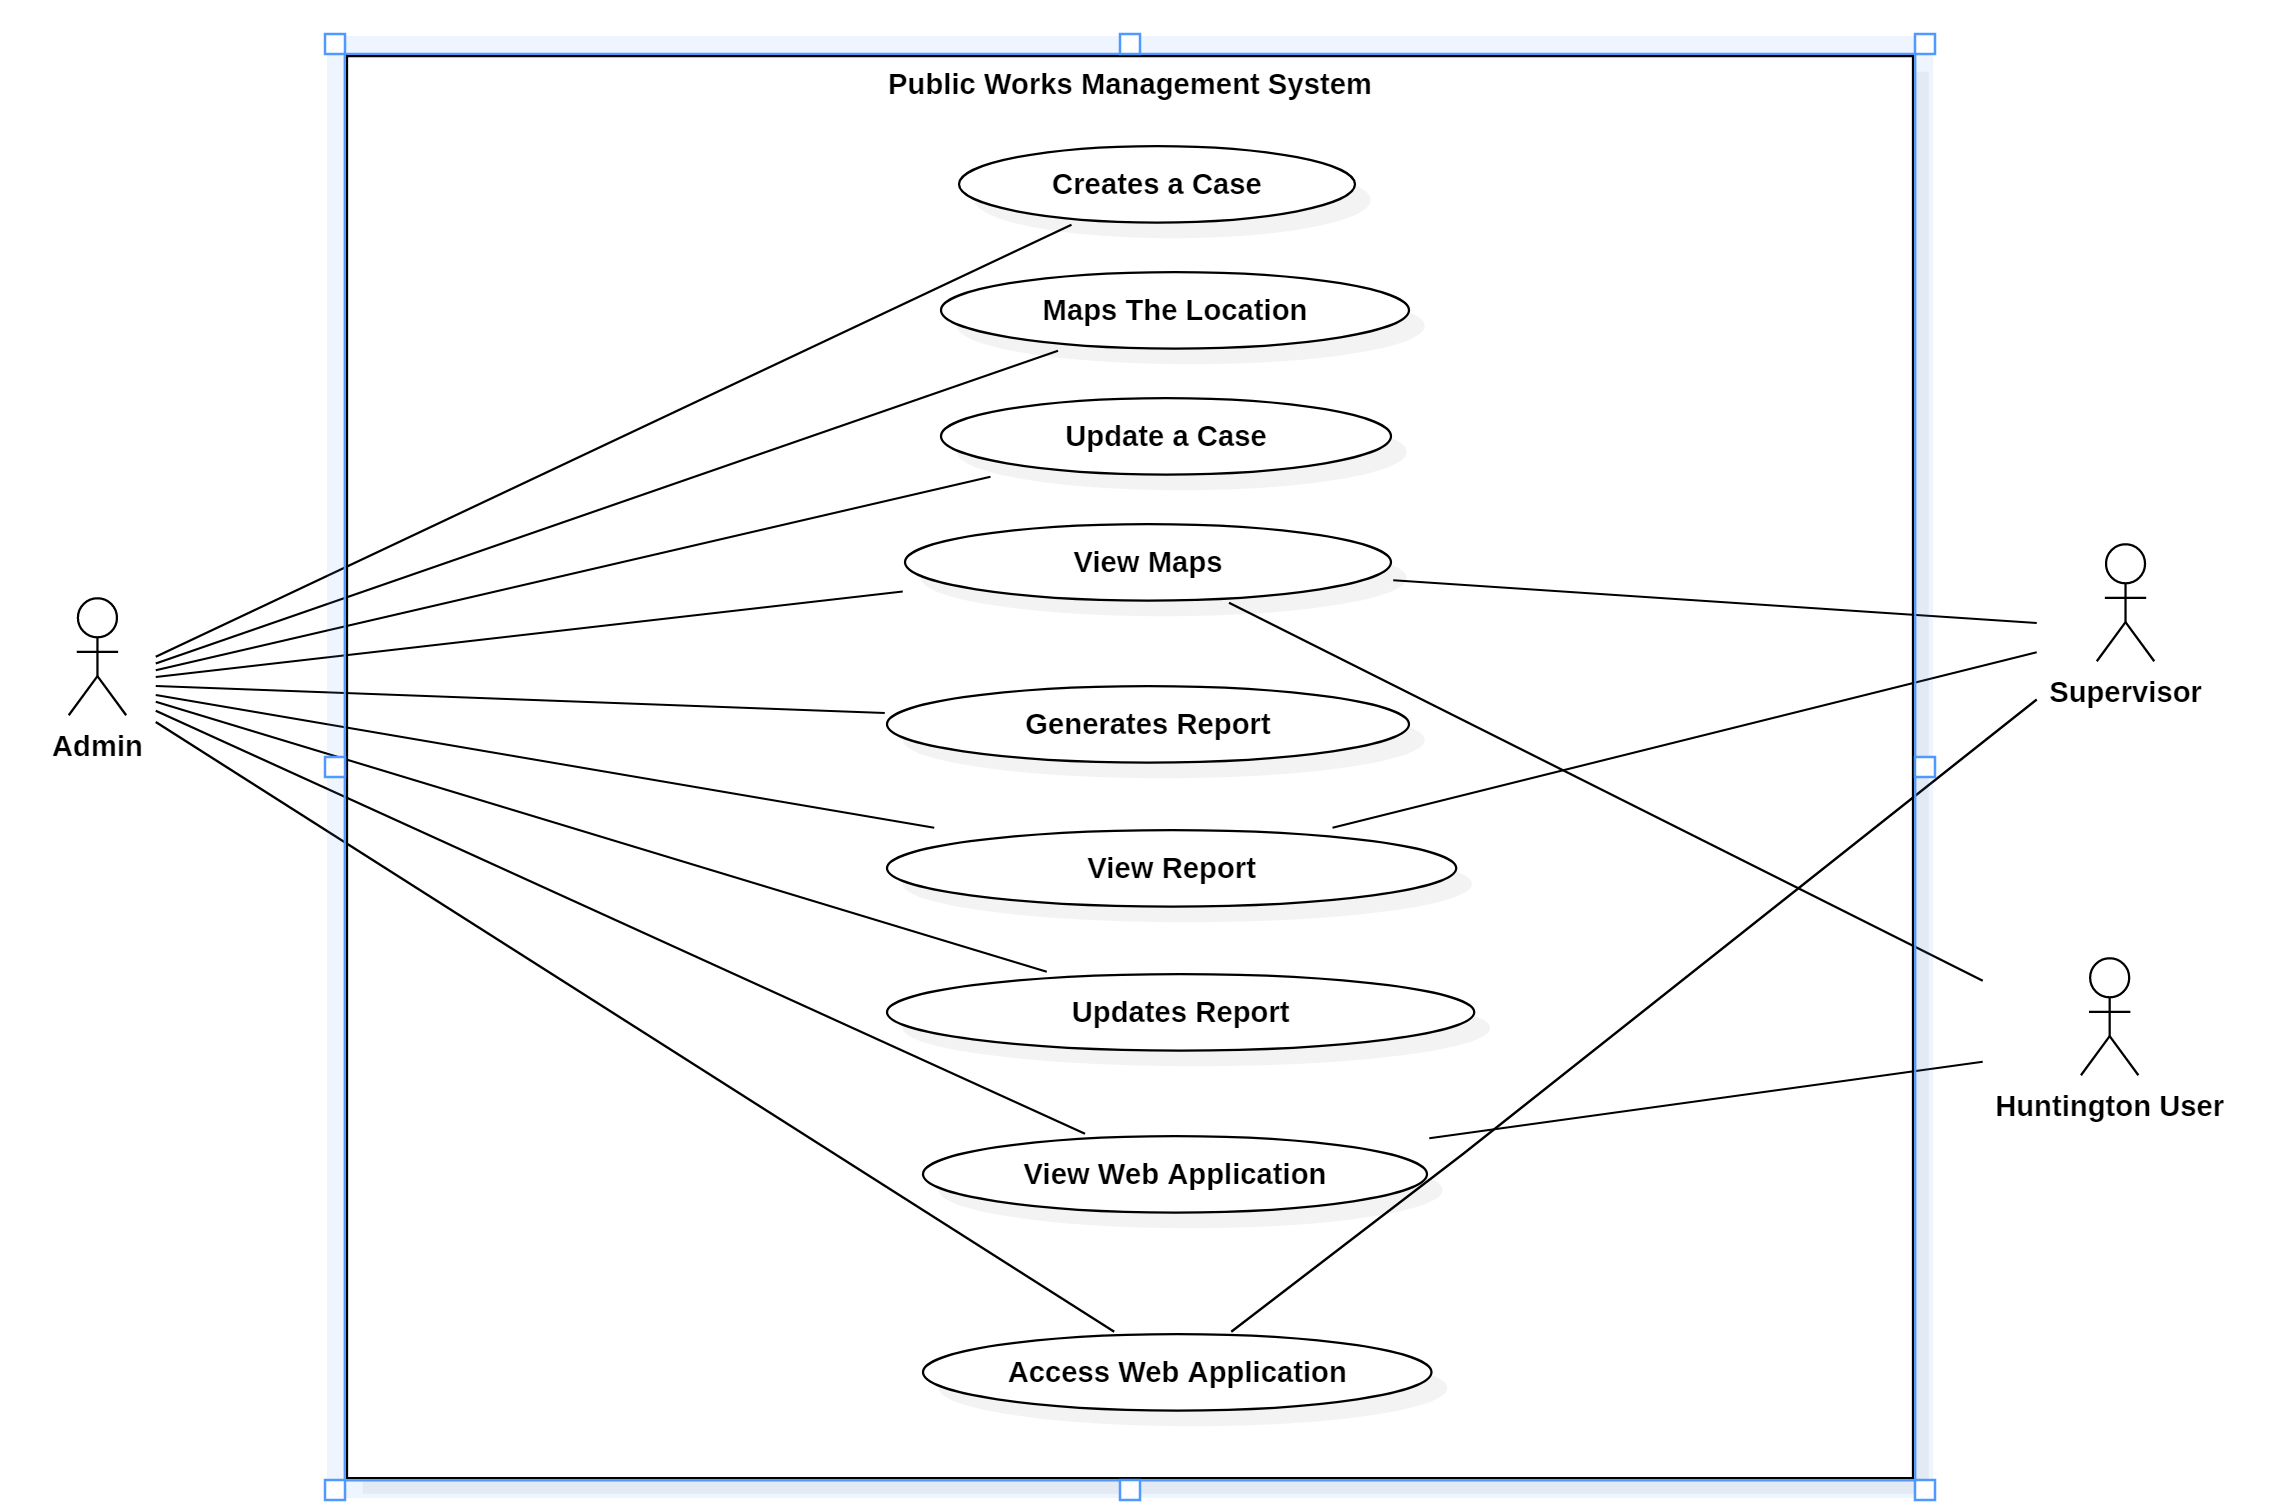 Public Works Management System
Creates a Case
Maps The Location
Update a Case
View Maps
Generates Report
View Report
Updates Report
View Web Application
Access Web Application
Admin
Supervisor
Huntington User